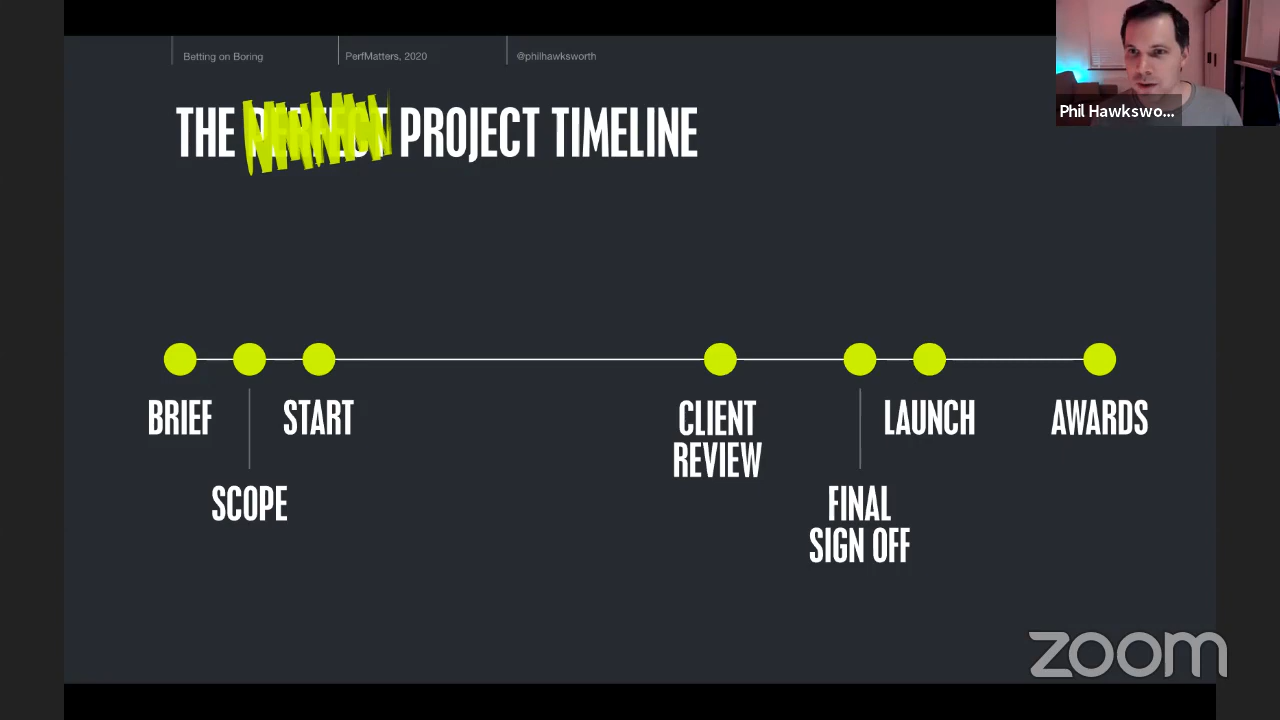 Betting on Boring
PerfMatters, 2020
@philhawksworth
Phil Hawkswo...
THE PERFECT PROJECT TIMELINE
BRIEF
SCOPE
START
CLIENT
REVIEW
FINAL
SIGN OFF
LAUNCH
AWARDS
zoom